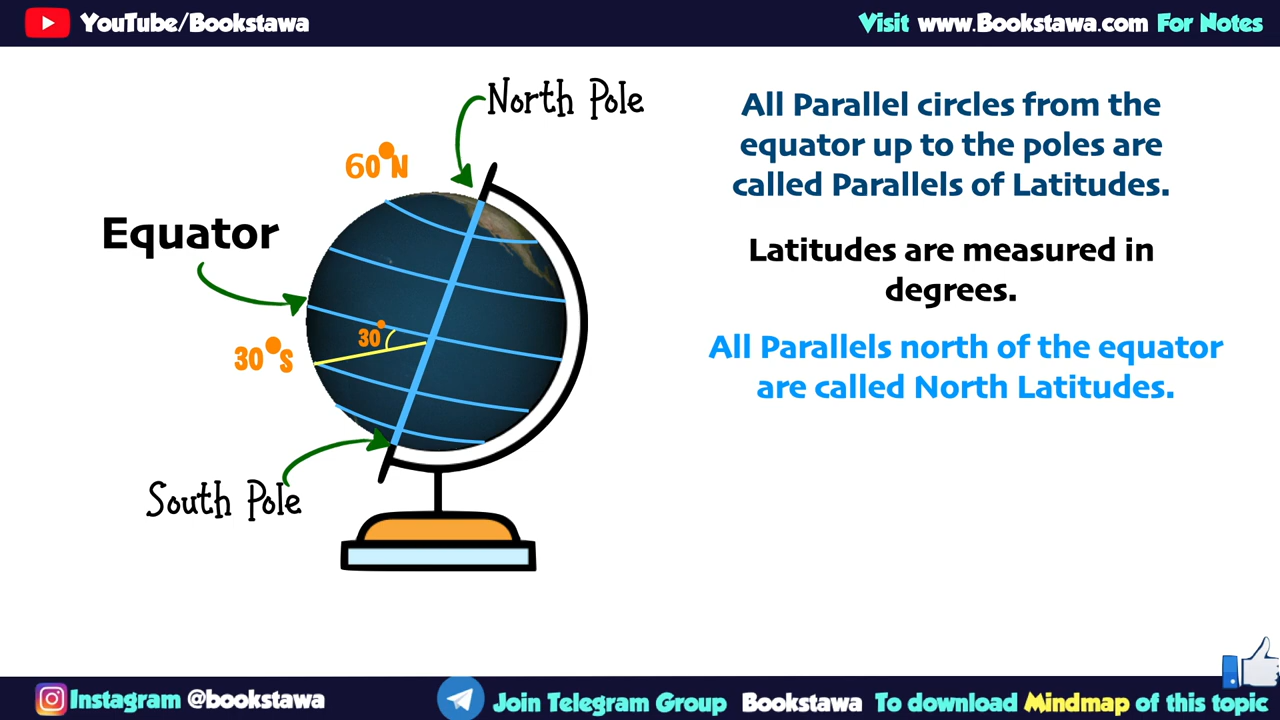 YouTube/Bookstawa
Visit www.Bookstawa.com For Notes
North Pole
60°N
Equator
30°
30°S
South Pole
All Parallel circles from the
equator up to the poles are
called Parallels of Latitudes.
Latitudes are measured in
degrees.
All Parallels north of the equator
are called North Latitudes.
Instagram @bookstawa
Join Telegram Group Bookstawa To download Mindmap of this topic